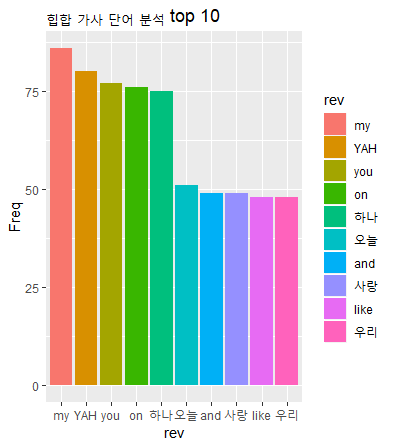 힙합 가사 단어 분석 top 10
Freq
75
50
25
0
my YAH you on 하나 오늘 and 사랑 like 우리
rev
rev
my
YAH
you
on
하나
오늘
and
사랑
like
우리